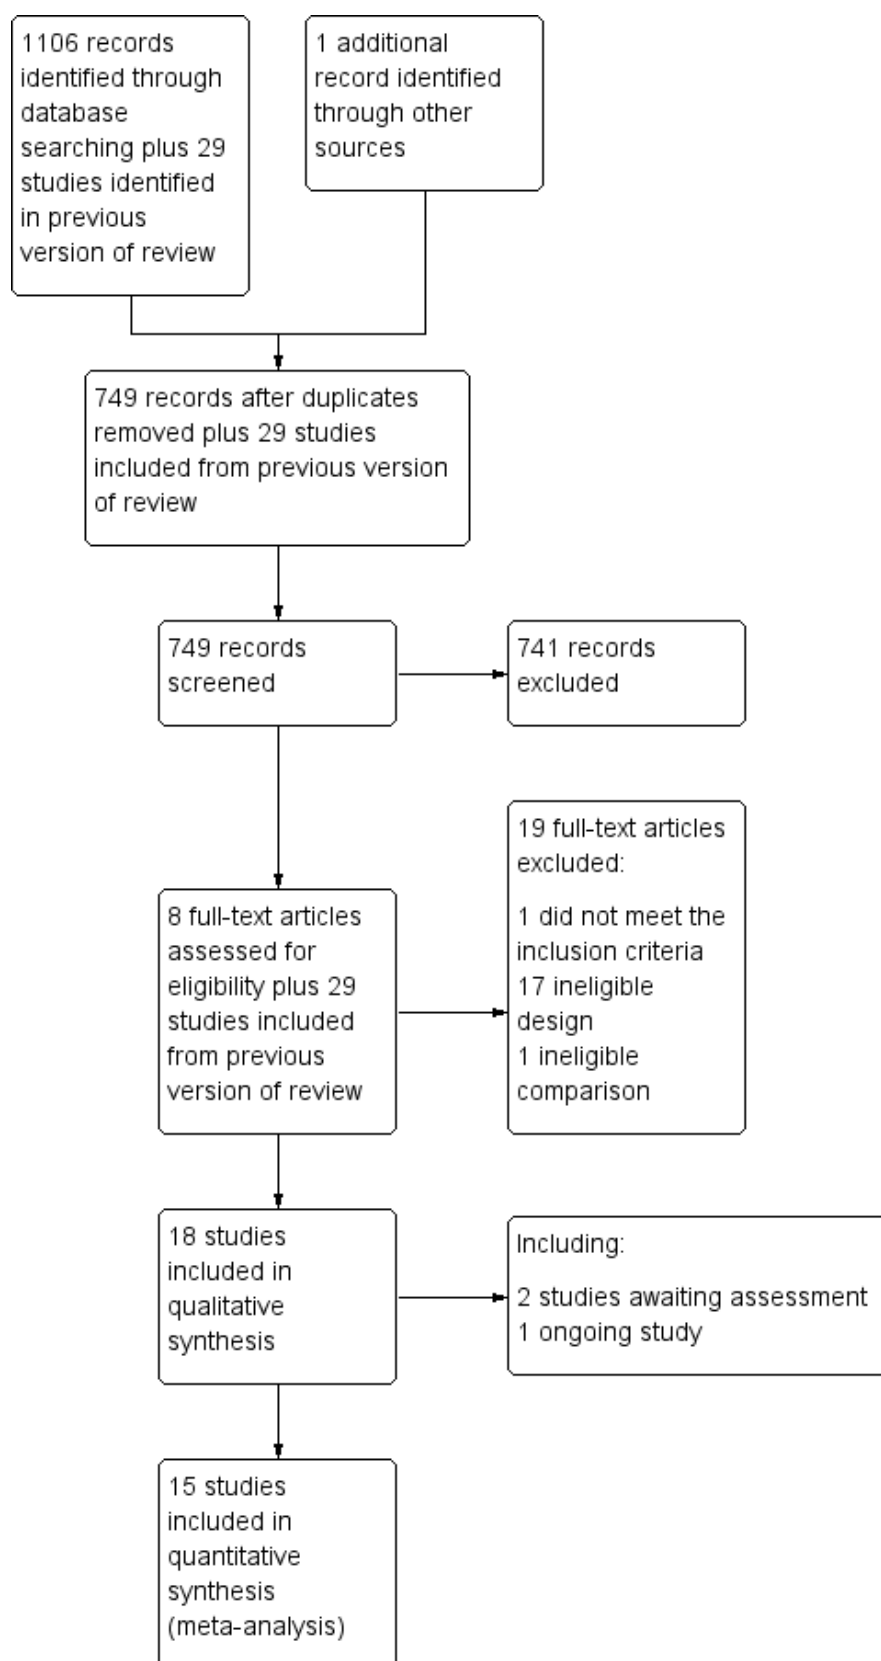 1106 records
identified through
database
searching plus 29
studies identified
in previous
version of review
1 additional
record identified
through other
sources
749 records after duplicates
removed plus 29 studies
included from previous version
of review
749 records
screened
741 records
excluded
8 full-text articles
assessed for
eligibility plus 29
studies included
from previous
version of review
19 full-text articles
excluded:
1 did not meet the
inclusion criteria
17 ineligible
design
1 ineligible
comparison
18 studies
included in
qualitative
synthesis
Including:
2 studies awaiting assessment
1 ongoing study
15 studies
included in
quantitative
synthesis
(meta-analysis)